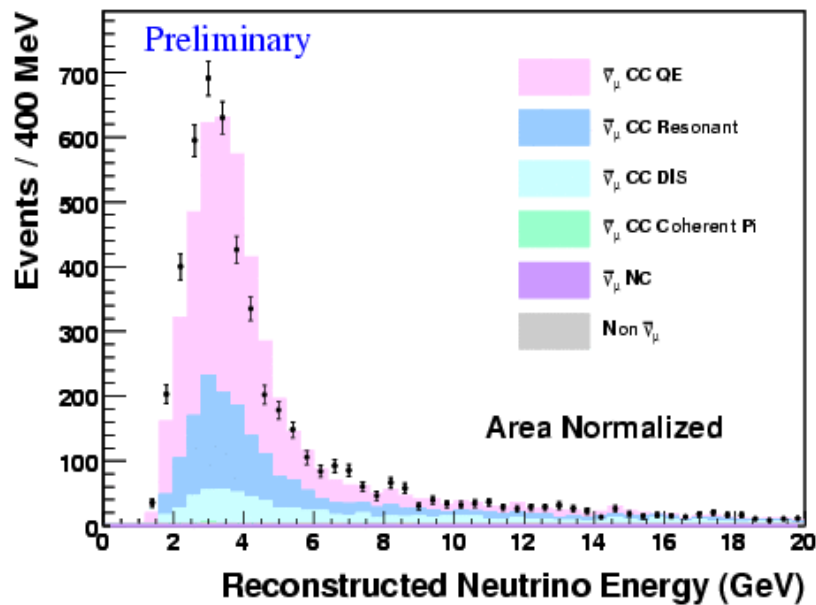 Preliminary
Events / 400 MeV
700
600
500
400
300
200
100
0
ν̅μ CC QE
ν̅μ CC Resonant
ν̅μ CC DIS
ν̅μ CC Coherent Pi
ν̅μ NC
Non ν̅μ
Area Normalized
0 2 4 6 8 10 12 14 16 18 20
Reconstructed Neutrino Energy (GeV)